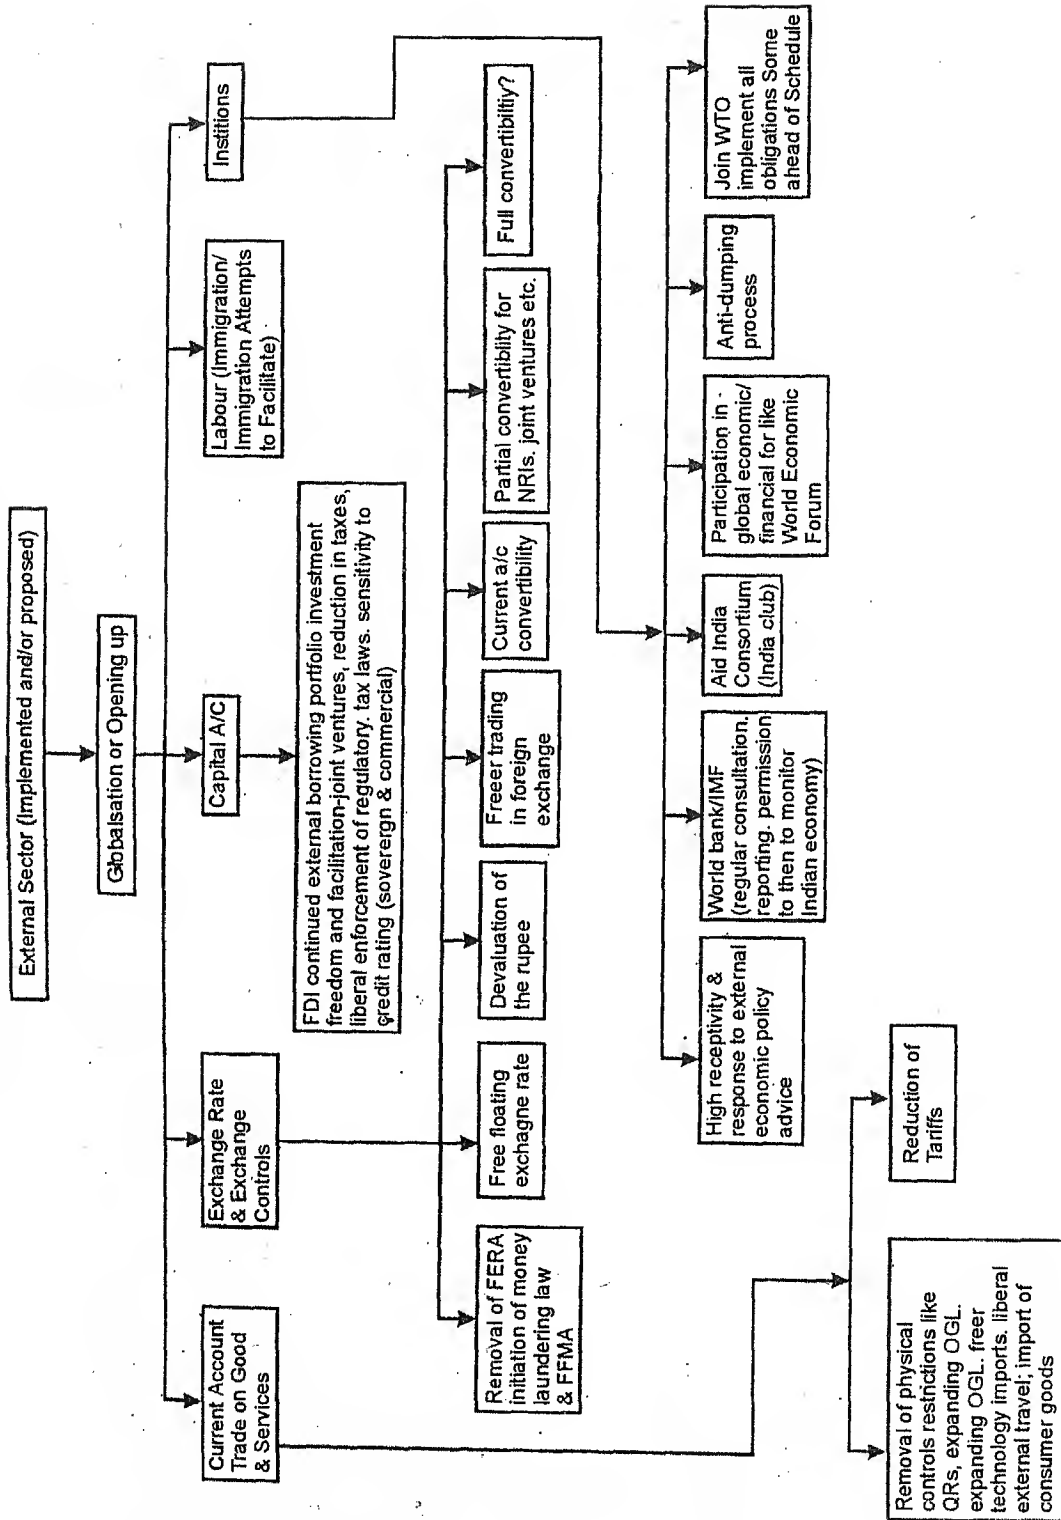 External Sector (Implemented and/or proposed)
Globalsation or Opening up
Current Account
Trade on Good
& Services
Exchange Rate
& Exchange
Controls
Capital A/C
Labour (Immigration/
Immigration Attempts
to Facilitate)
Institions
FDI continued external borrowing portfolio investment
freedom and facilitation-joint ventures, reduction in taxes,
liberal enforcement of regulatory. tax laws. sensitivity to
credit rating (sovergn & commercial)
Removal of FERA
initiation of money
laundering law
& FFMA
Free floating
exchagne rate
Devaluation of
the rupee
Freeer trading
in foreign
exchange
Current a/c
convertibility
Partial convertiblity for
NRIs. joint ventures etc.
Full convertibiltiy?
High receptivity &
response to external
economic policy
advice
World bank/IMF
(regular consultation.
reporting. permission
to then to monitor
Indian economy)
Aid India
Consortium
(India club)
Participation in -
global economic/
financial for like
World Economic
Forum
Anti-dumping
process
Join WTO
implement all
obligations Some
ahead of Schedule
Removal of physical
controls restrictions like
QRs, expanding OGL.
expanding OGL. freer
technology imports. liberal
external travel; import of
consumer goods
Reduction of
Tariffs